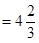 = 4 2/3